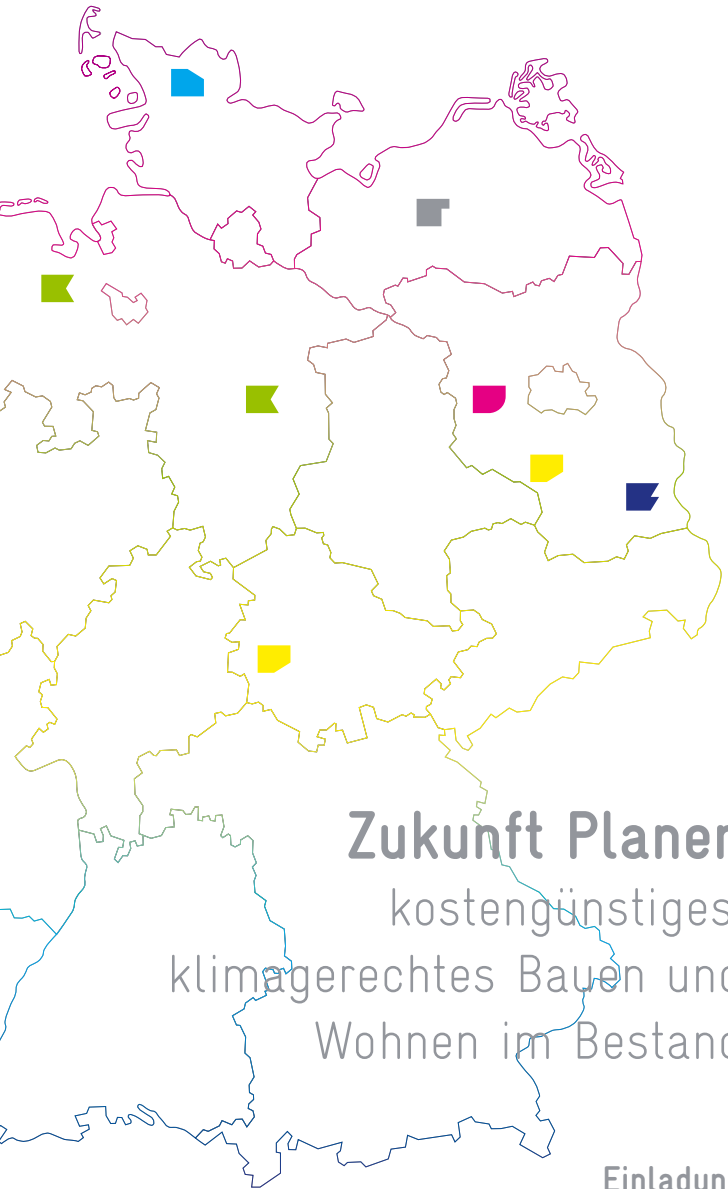 Zukunft Planen
kostengünstiges,
klimagerechtes Bauen und
Wohnen im Bestand
Einladung